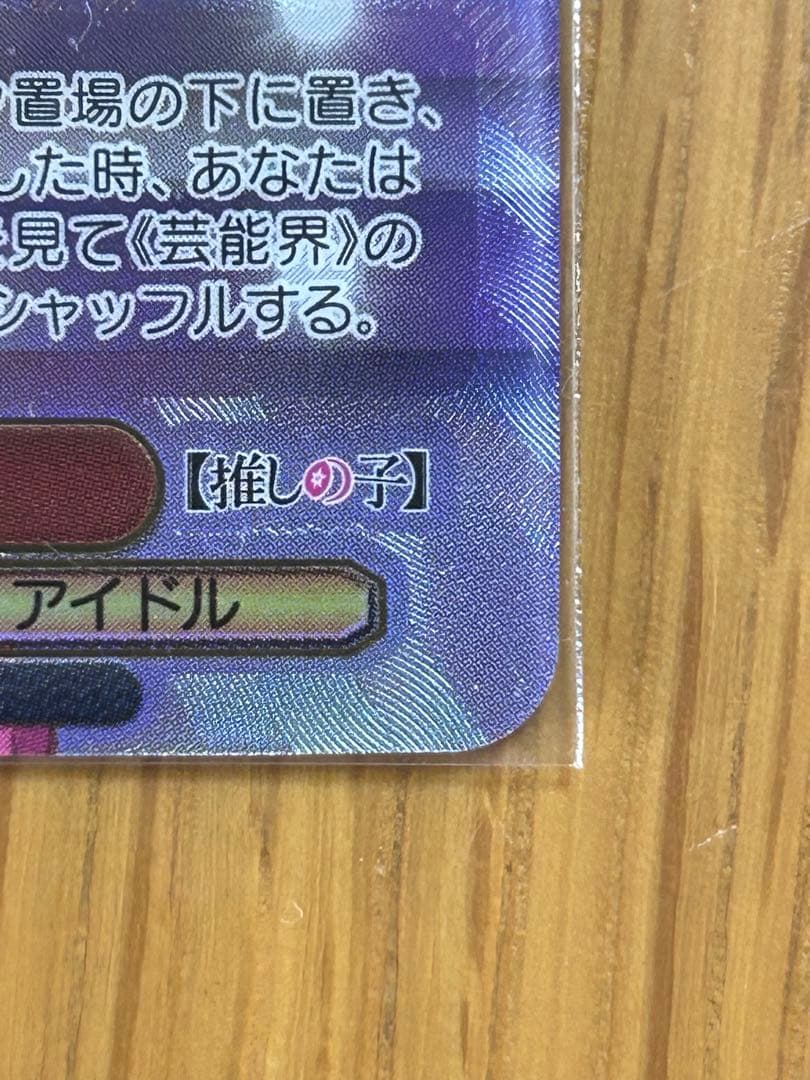 置場の下に置き、
した時、あなたは
見て《芸能界》の
シャッフルする。
【推しの子】
アイドル